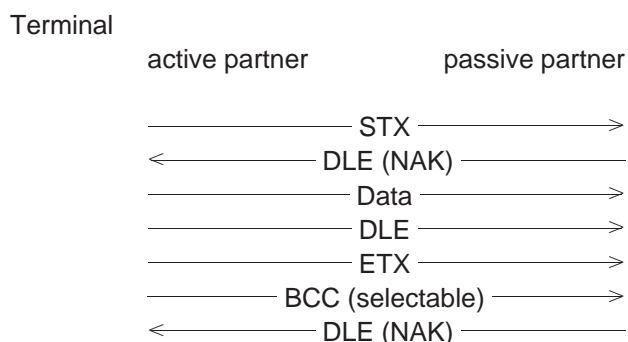 Terminal
active partner passive partner
STX
DLE (NAK)
Data
DLE
ETX
BCC (selectable)
DLE (NAK)